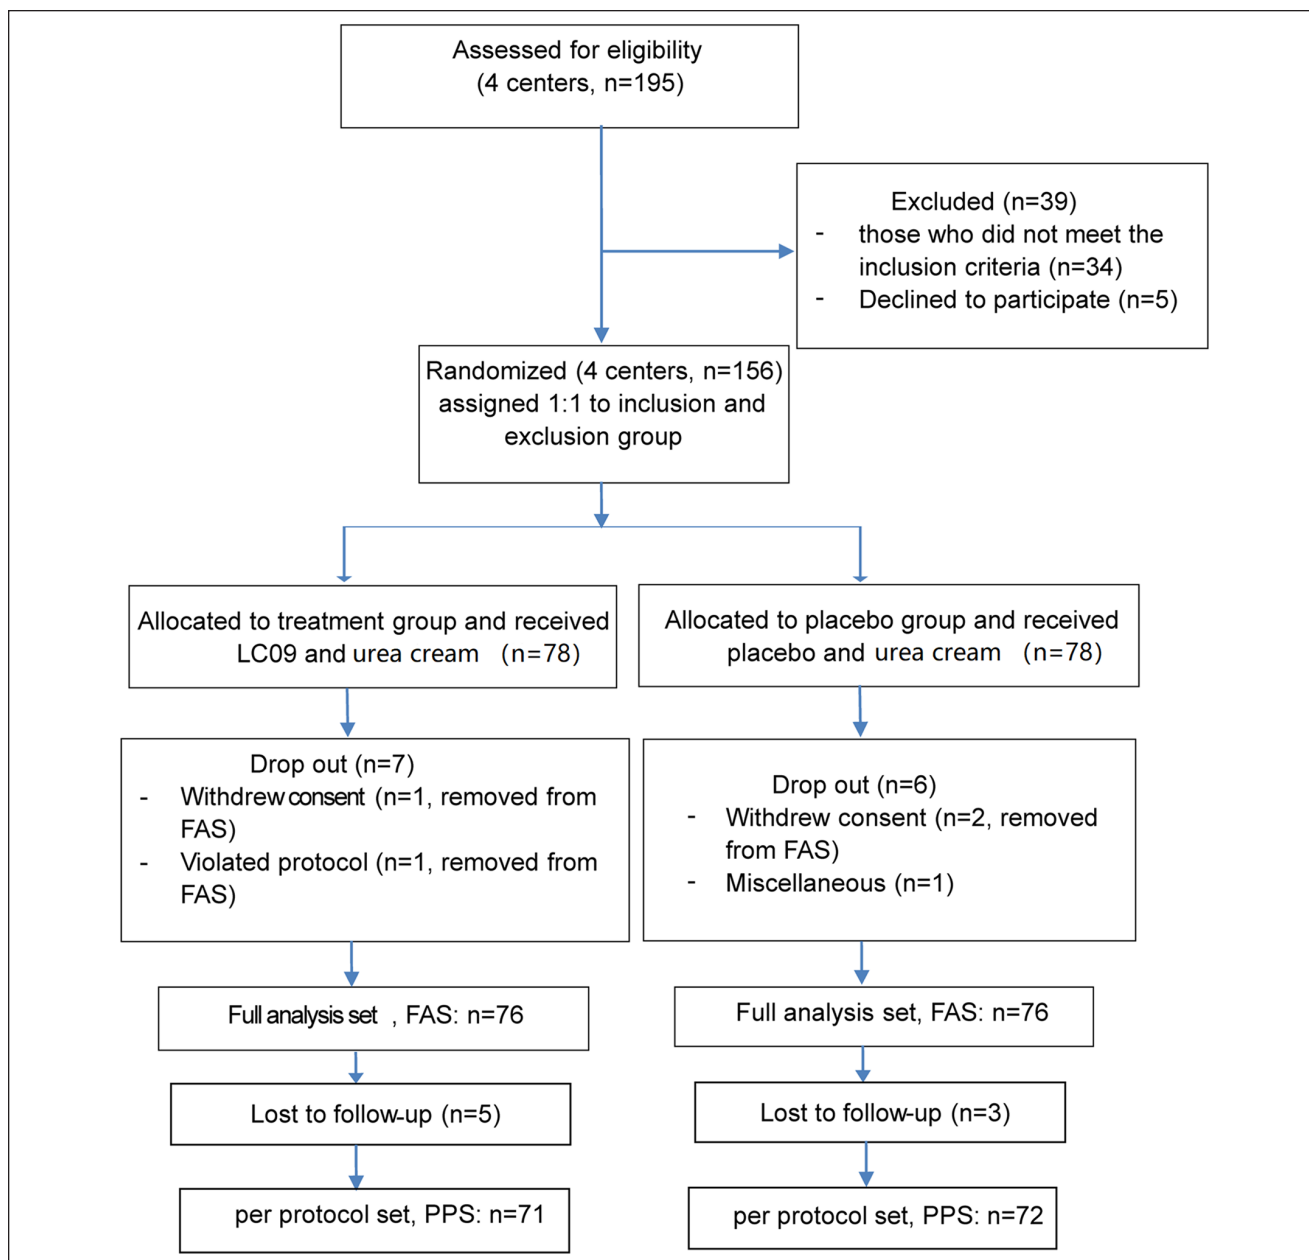 Assessed for eligibility
(4 centers, n=195)
Excluded (n=39)
- those who did not meet the
inclusion criteria (n=34)
- Declined to participate (n=5)
Randomized (4 centers, n=156)
assigned 1:1 to inclusion and
exclusion group
Allocated to treatment group and received
LC09 and urea cream (n=78)
Allocated to placebo group and received
placebo and urea cream (n=78)
Drop out (n=7)
- Withdrew consent (n=1, removed from
FAS)
- Violated protocol (n=1, removed from
FAS)
Drop out (n=6)
- Withdrew consent (n=2, removed
from FAS)
- Miscellaneous (n=1)
Full analysis set , FAS: n=76
Full analysis set, FAS: n=76
Lost to follow-up (n=5)
Lost to follow-up (n=3)
per protocol set, PPS: n=71
per protocol set, PPS: n=72